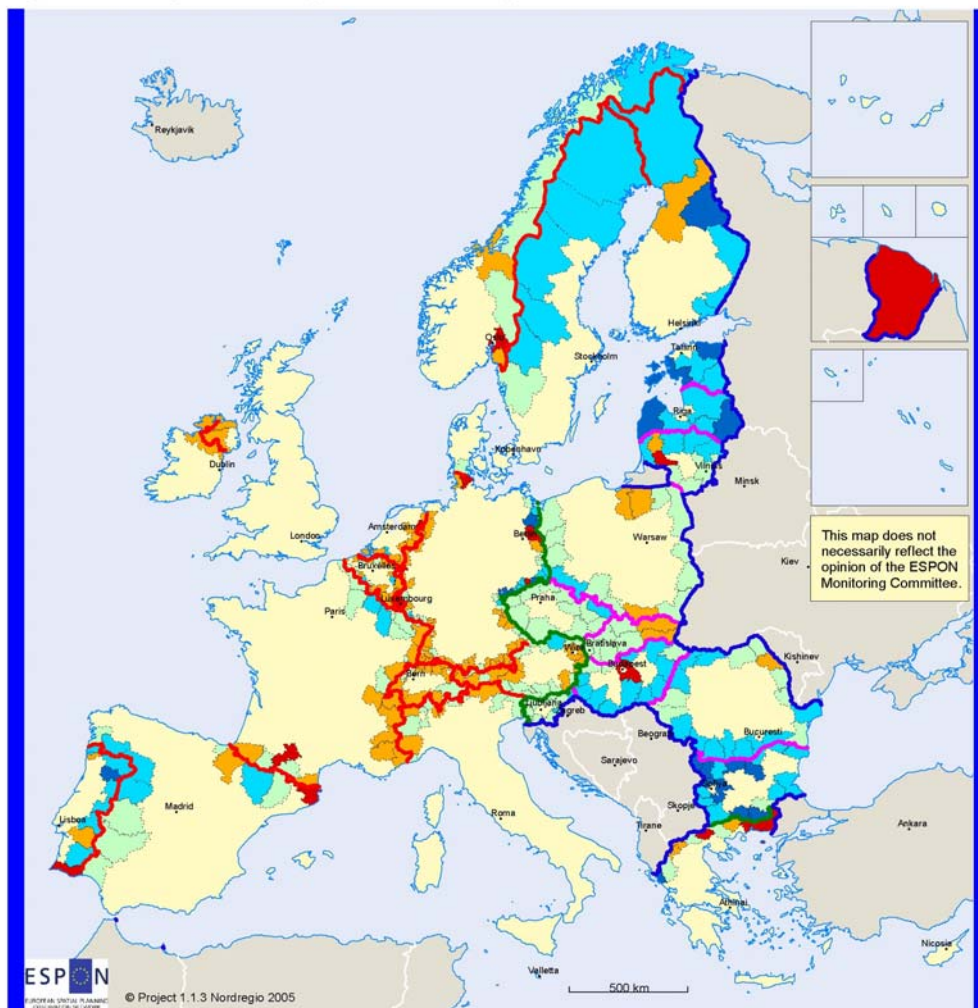 Reykjavik
Oslo
Helsinki
Tallinn
Stockholm
Riga
København
Dublin
Vilnius
Minsk
London
Amsterdam
Berlin
Warsaw
Bruxelles
Kiev
This map does not
necessarily reflect the
opinion of the ESPON
Monitoring Committee.
Luxembourg
Paris
Praha
Kishinev
Wien
Bratislava
Budapest
Bern
Ljubljana
Zagreb
Beograd
Bucuresti
Sarajevo
Sofiya
Skopje
Madrid
Lisboa
Roma
Tirane
Ankara
Athinai
Nicosia
Valletta
ESPON
© Project 1.1.3 Nordregio 2005
500 km